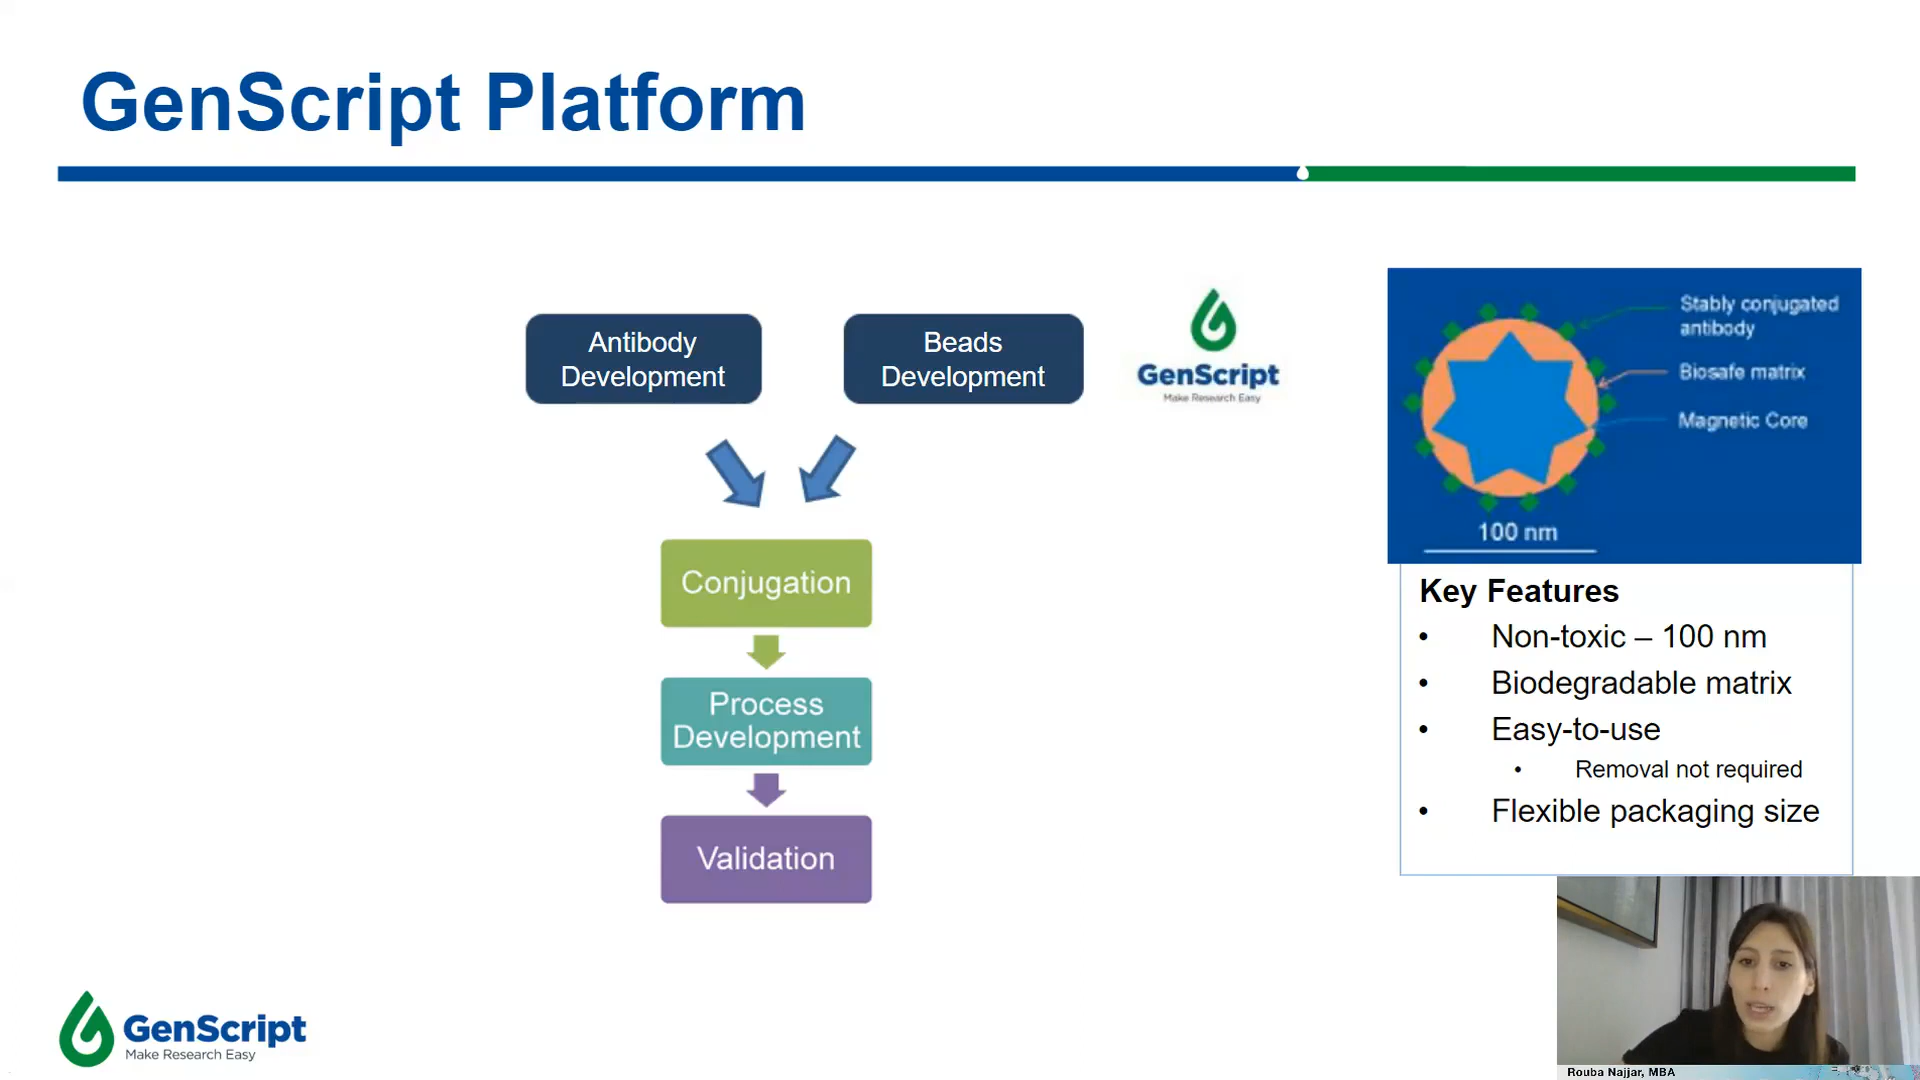 GenScript Platform
Antibody
Development
Beads
Development
GenScript
Make Research Easy
Conjugation
Process
Development
Validation
Stably conjugated
antibody
Biosafe matrix
Magnetic Core
100 nm
Key Features
• Non-toxic – 100 nm
• Biodegradable matrix
• Easy-to-use
• Removal not required
• Flexible packaging size
GenScript
Make Research Easy
Rouba Najjar, MBA